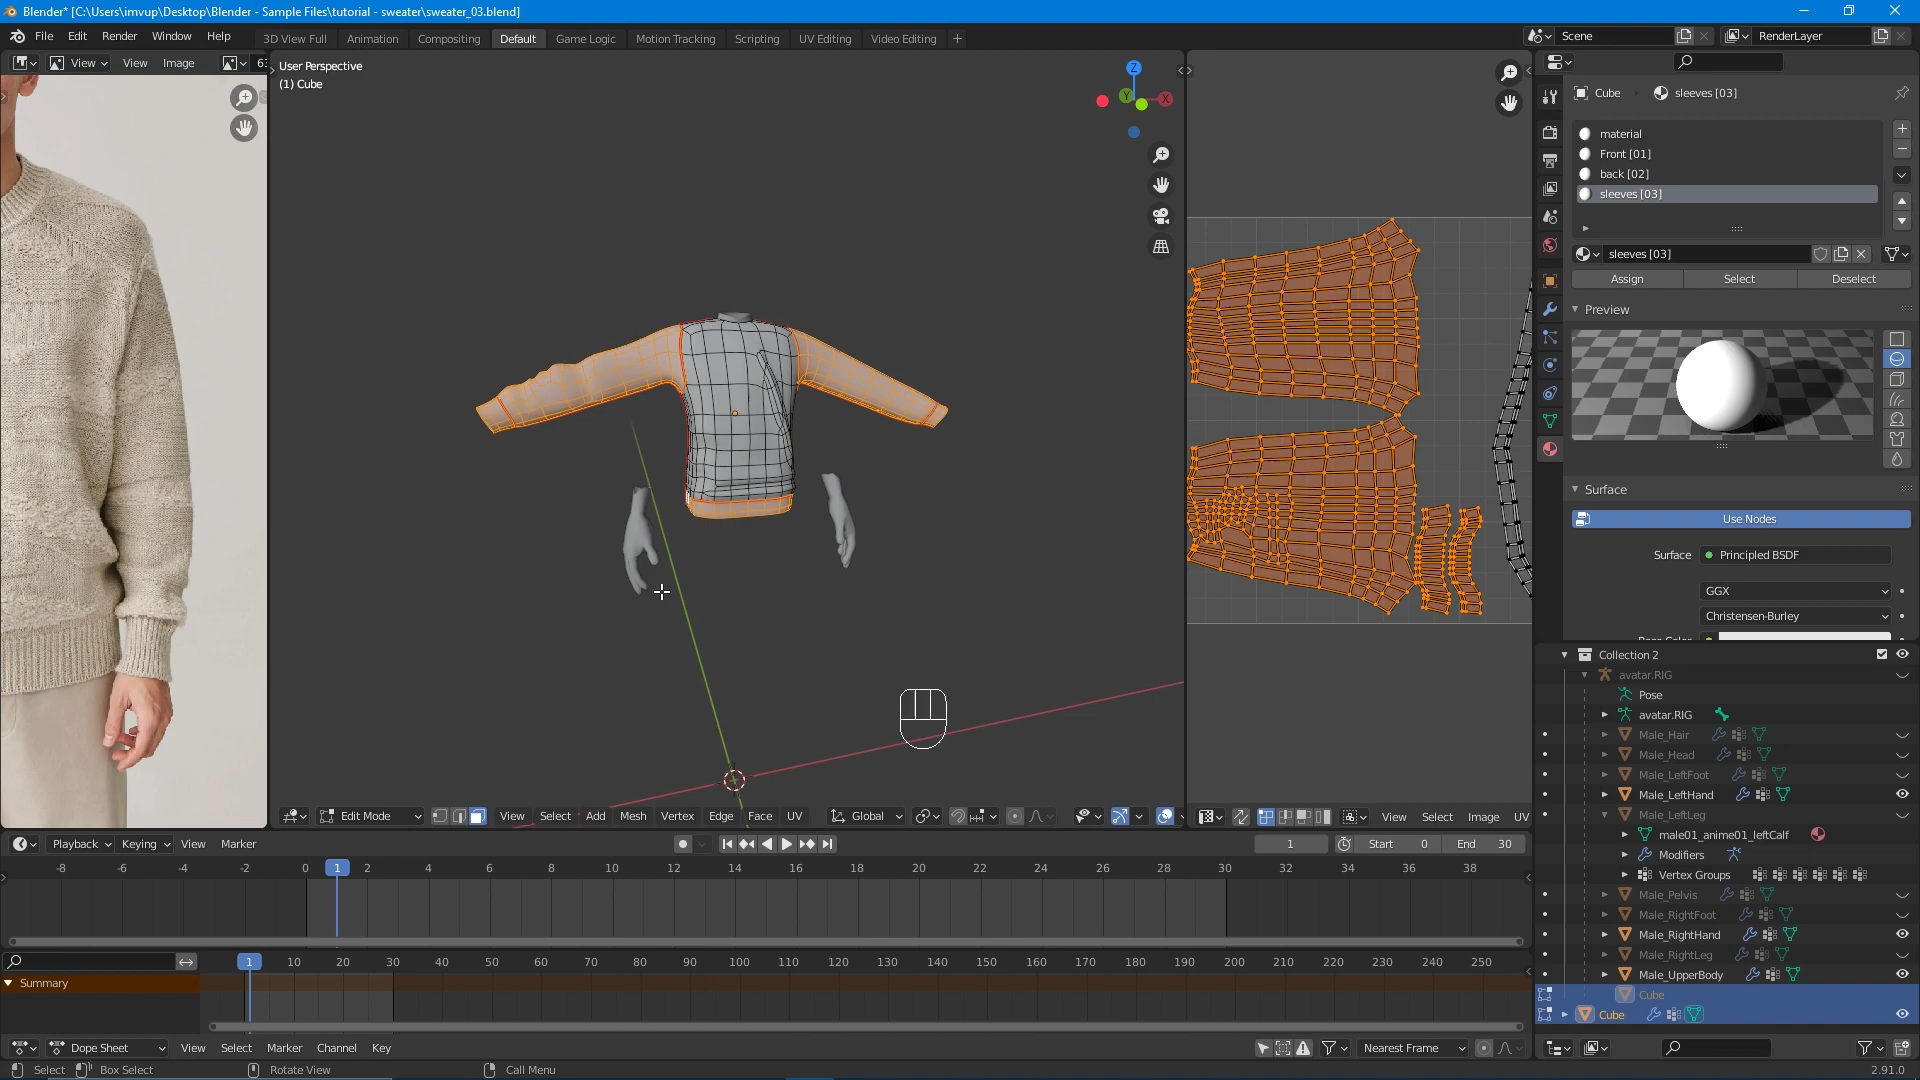 Blender* [C:\Users\imvup\Desktop\Blender - Sample Files\tutorial - sweater\sweater_03.blend]
File Edit Render Window Help
3D View Full Animation Compositing Default Game Logic Motion Tracking Scripting UV Editing Video Editing +
Scene
RenderLayer
View View Image
User Perspective
(1) Cube
Z
Y
X
Cube sleeves [03]
material
Front [01]
back [02]
sleeves [03]
sleeves [03]
Assign Select Deselect
Preview
Surface
Use Nodes
Surface Principled BSDF
GGX
Christensen-Burley
Edit Mode View Select Add Mesh Vertex Edge Face UV Global
View Select Image UV
Collection 2
avatar.RIG
Pose
avatar.RIG
Male_Hair
Male_Head
Male_LeftFoot
Male_LeftHand
Male_LeftLeg
male01_anime01_leftCalf
Modifiers
Vertex Groups
Male_Pelvis
Male_RightFoot
Male_RightHand
Male_RightLeg
Male_UpperBody
Cube
Cube
Playback Keying View Marker
1 Start 0 End 30
-8 -6 -4 -2 0 1 2 4 6 8 10 12 14 16 18 20 22 24 26 28 30 32 34 36 38
1 10 20 30 40 50 60 70 80 90 100 110 120 130 140 150 160 170 180 190 200 210 220 230 240 250
Summary
Dope Sheet View Select Marker Channel Key
Nearest Frame
Select Box Select Rotate View Call Menu
2.91.0